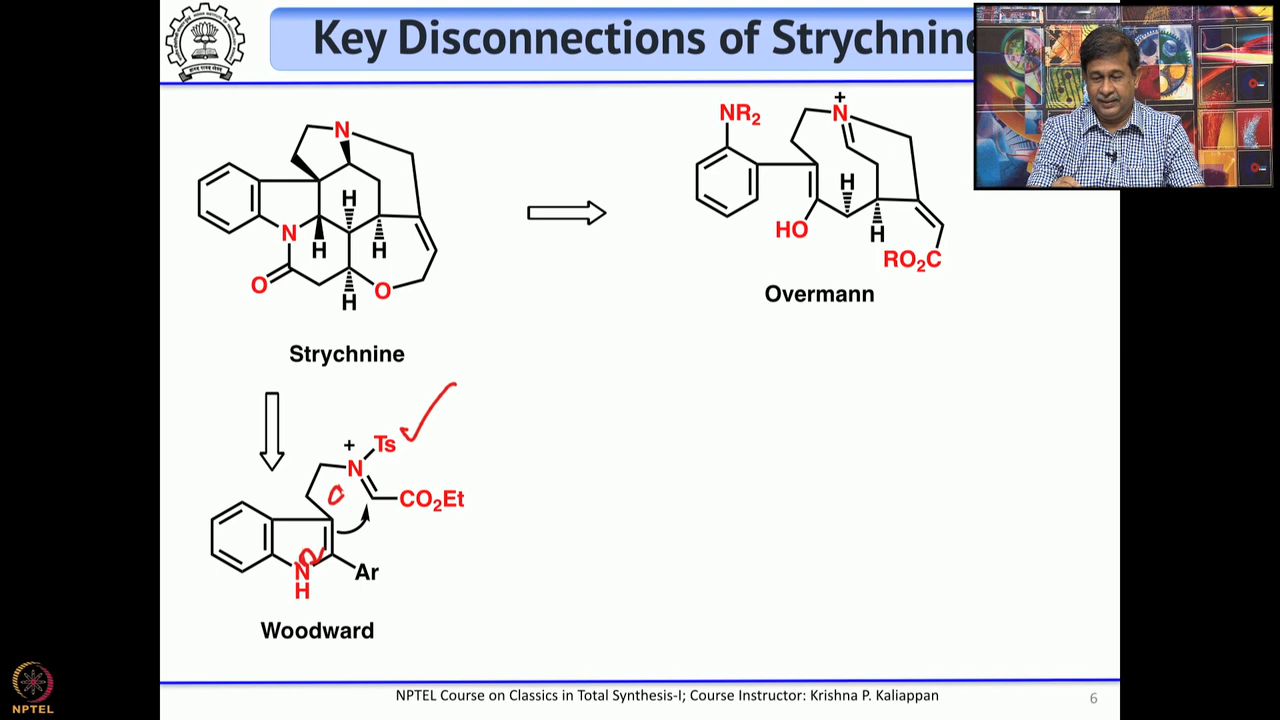 Key Disconnections of Strychnine
NR2
N
+
H
HO
H
RO2C
Overmann
N
H
N
H
H
O
H
O
Strychnine
+
Ts
N
CO2Et
N
H
Ar
Woodward
NPTEL Course on Classics in Total Synthesis-I; Course Instructor: Krishna P. Kaliappan
6
NPTEL